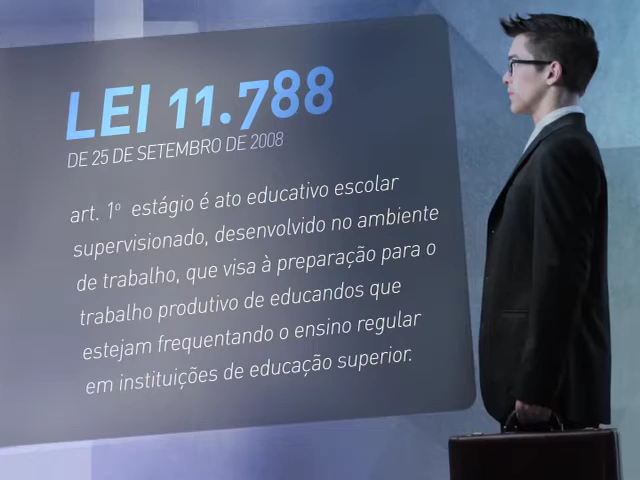 LEI 11.788
DE 25 DE SETEMBRO DE 2008
art. 1º estágio é ato educativo escolar
supervisionado, desenvolvido no ambiente
de trabalho, que visa à preparação para o
trabalho produtivo de educandos que
estejam frequentando o ensino regular
em instituições de educação superior.